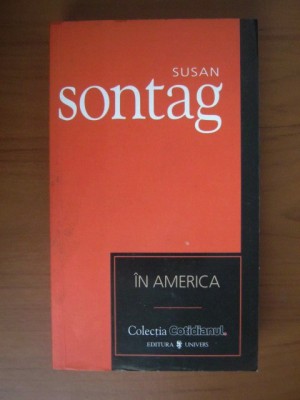 SUSAN
sontag
ÎN AMERICA
Colecția Cotidianul
EDITURA UNIVERS